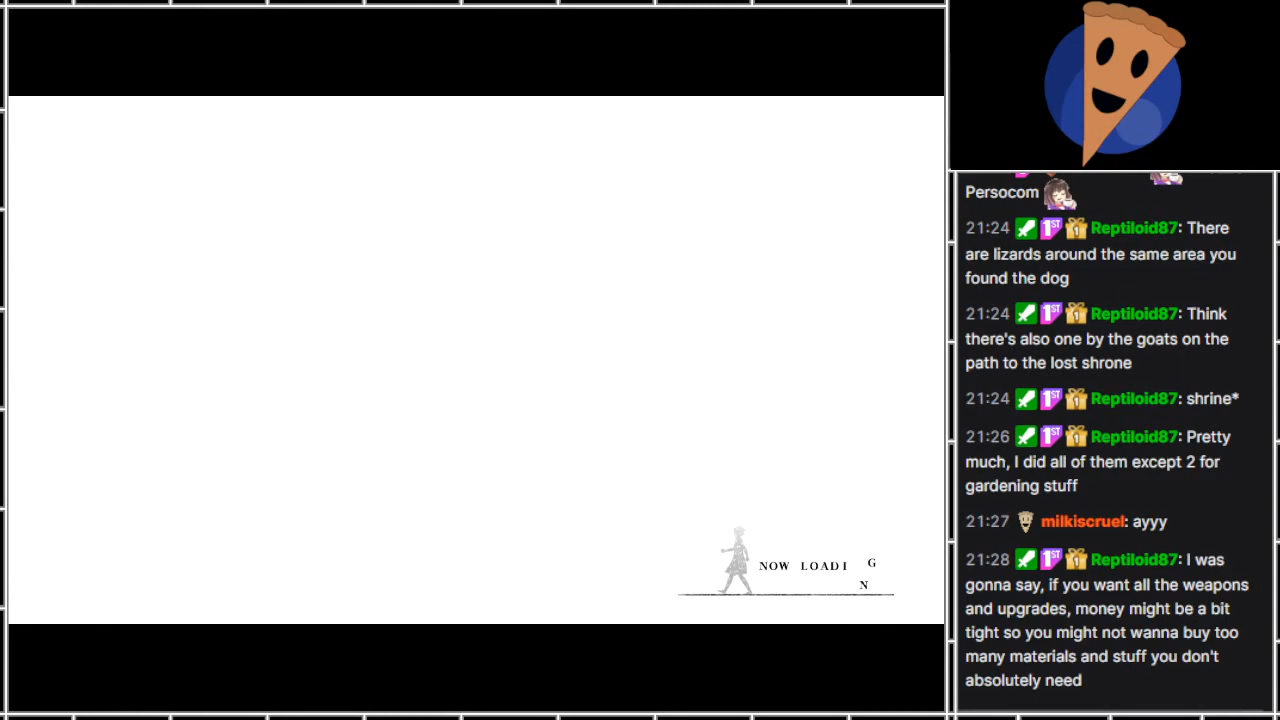 Persocom
21:24 Reptiloid87: There
are lizards around the same area you
found the dog
21:24 Reptiloid87: Think
there's also one by the goats on the
path to the lost shrone
21:24 Reptiloid87: shrine*
21:26 Reptiloid87: Pretty
much, I did all of them except 2 for
gardening stuff
21:27 milkiscruel: ayyy
21:28 Reptiloid87: I was
gonna say, if you want all the weapons
and upgrades, money might be a bit
tight so you might not wanna buy too
many materials and stuff you don't
absolutely need
NOW LOADING